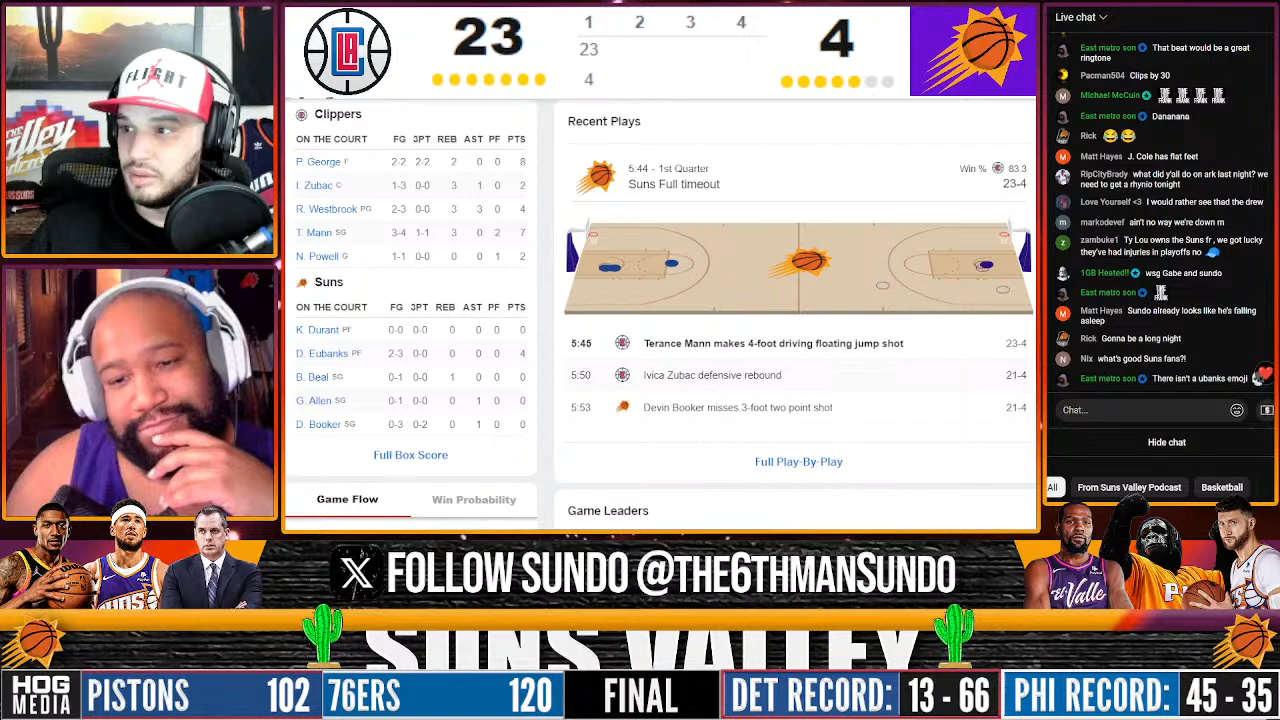 FLIGHT
23
1 2 3 4
23
4
4
Clippers
ON THE COURT FG 3PT REB AST PF PTS
P. George F 2-2 2-2 2 0 0 8
I. Zubac C 1-3 0-0 3 1 0 2
R. Westbrook PG 2-3 0-0 3 3 0 4
T. Mann SG 3-4 1-1 3 0 2 7
N. Powell G 1-1 0-0 0 0 1 2
Suns
ON THE COURT FG 3PT REB AST PF PTS
K. Durant PF 0-0 0-0 0 0 0 0
D. Eubanks PF 2-3 0-0 0 0 0 4
B. Beal SG 0-1 0-0 1 0 0 0
G. Allen SG 0-1 0-0 0 1 0 0
D. Booker SG 0-3 0-2 0 1 0 0
Full Box Score
Game Flow Win Probability
Recent Plays
5:44 - 1st Quarter
Suns Full timeout
Win % 83.3
23-4
5:45 Terance Mann makes 4-foot driving floating jump shot 23-4
5:50 Ivica Zubac defensive rebound 21-4
5:53 Devin Booker misses 3-foot two point shot 21-4
Full Play-By-Play
Game Leaders
Live chat
East metro son That beat would be a great
ringtone
Pacman504 Clips by 30
Michael McCuin
East metro son Dananana
Rick 😂😂
Matt Hayes J. Cole has flat feet
RipCityBrady what did y'all do on ark last night? we
need to get a rhyno tonight
Love Yourself <3 I would rather see thad the drew
markodevef ain't no way we're down rn
zambuke1 Ty Lou owns the Suns fr , we got lucky
they've had injuries in playoffs no 🧢
1GB Heated!! wsg Gabe and sundo
East metro son
Matt Hayes Sundo already looks like he's falling
asleep
Rick Gonna be a long night
Nix what's good Suns fans?!
East metro son There isn't a ubanks emoji
Chat...
Hide chat
All From Suns Valley Podcast Basketball
X FOLLOW SUNDO @THE6THMANSUNDO
SUNS VALLEY
HOG
MEDIA
PISTONS 102 76ERS 120 FINAL DET RECORD: 13 - 66 PHI RECORD: 45 - 35